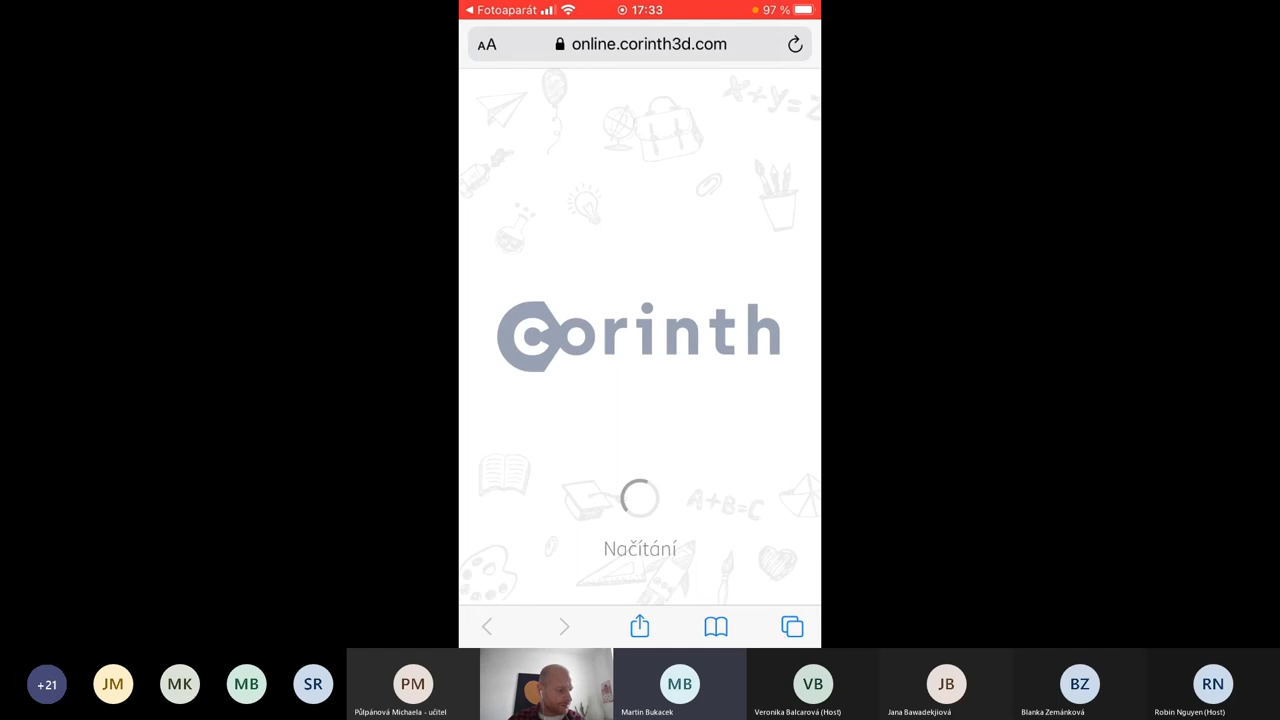 Fotoaparát 17:33 97 %
AA online.corinth3d.com
x+y=z
corinth
A+B=C
Načítání
+21 JM MK MB SR PM MB VB JB BZ RN
Půlpánová Michaela - učitel Martin Bukacek Veronika Balcarová (Host) Jana Bawadekjiová Blanka Zemánková Robin Nguyen (Host)